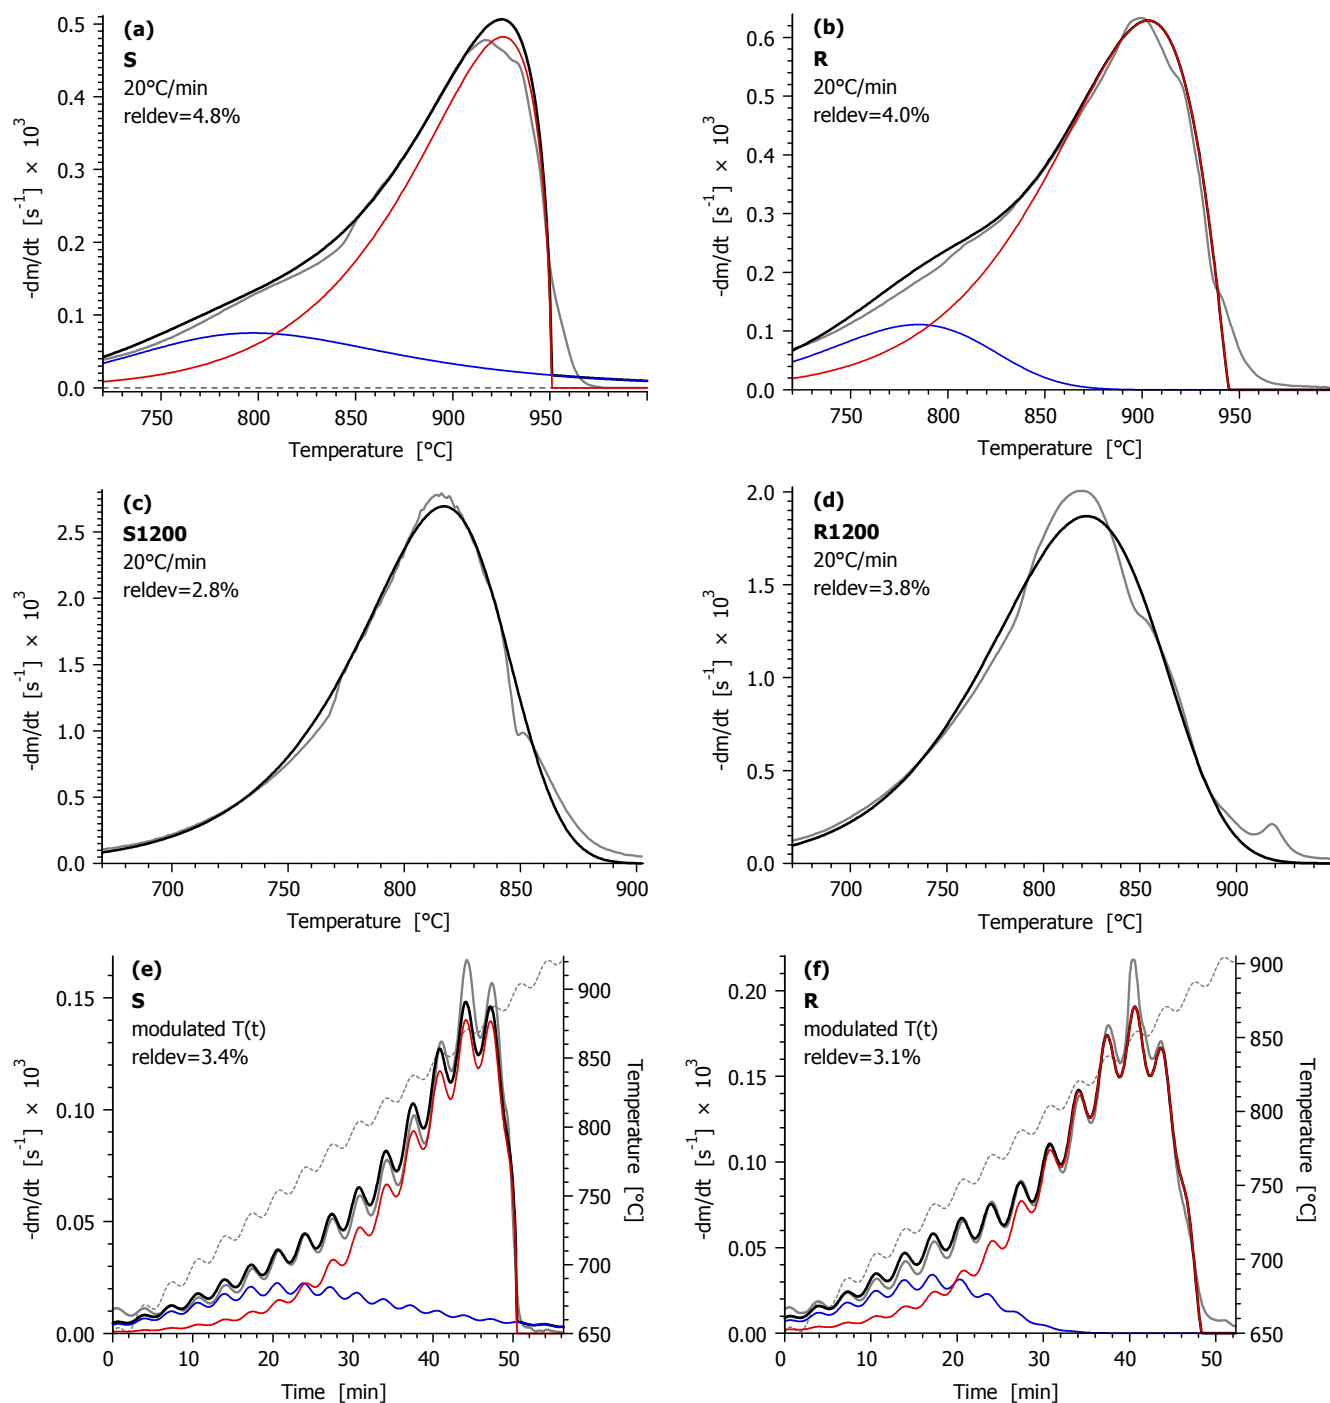 (a)
S
20°C/min
reldev=4.8%
0.5
0.4
0.3
0.2
0.1
0.0
-dm/dt [s⁻¹] × 10³
750 800 850 900 950
Temperature [°C]
(b)
R
20°C/min
reldev=4.0%
0.6
0.5
0.4
0.3
0.2
0.1
0.0
-dm/dt [s⁻¹] × 10³
750 800 850 900 950
Temperature [°C]
(c)
S1200
20°C/min
reldev=2.8%
2.5
2.0
1.5
1.0
0.5
0.0
-dm/dt [s⁻¹] × 10³
700 750 800 850 900
Temperature [°C]
(d)
R1200
20°C/min
reldev=3.8%
2.0
1.5
1.0
0.5
0.0
-dm/dt [s⁻¹] × 10³
700 750 800 850 900
Temperature [°C]
(e)
S
modulated T(t)
reldev=3.4%
0.15
0.10
0.05
0.00
-dm/dt [s⁻¹] × 10³
900
850
800
750
700
650
Temperature [°C]
0 10 20 30 40 50
Time [min]
(f)
R
modulated T(t)
reldev=3.1%
0.20
0.15
0.10
0.05
0.00
-dm/dt [s⁻¹] × 10³
900
850
800
750
700
650
Temperature [°C]
0 10 20 30 40 50
Time [min]